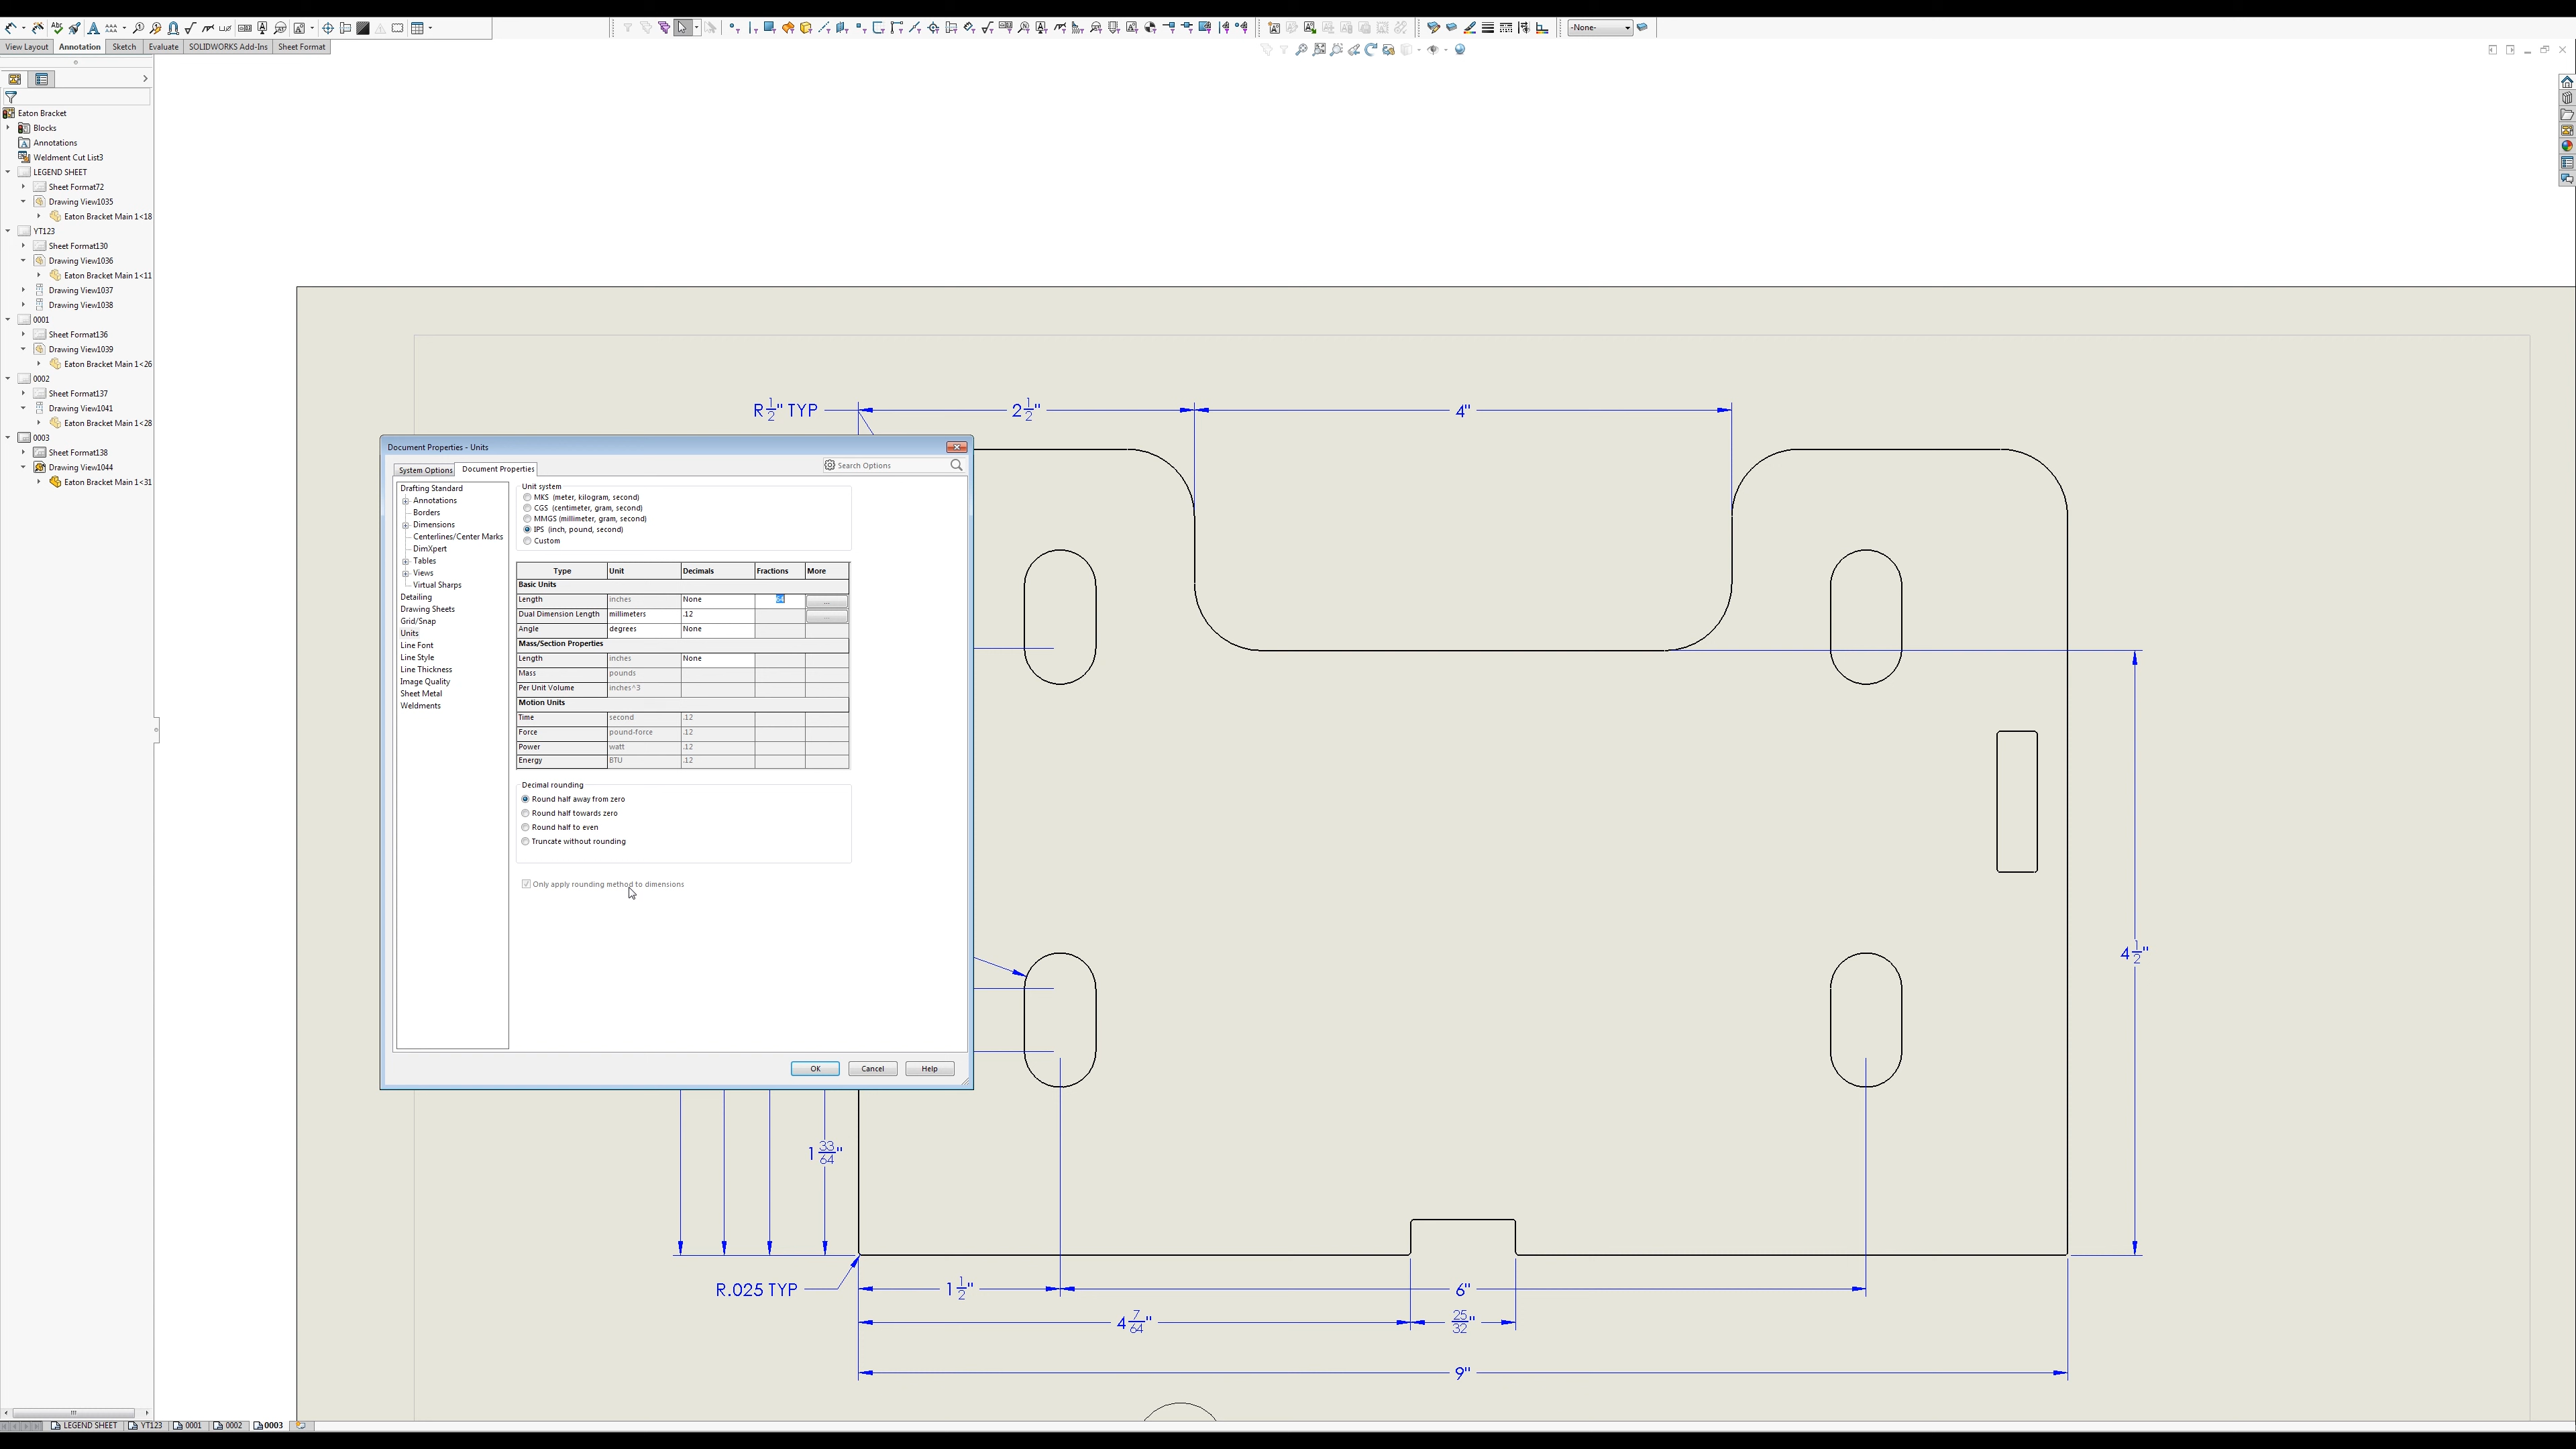 -None-
View Layout
Annotation
Sketch
Evaluate
SOLIDWORKS Add-Ins
Sheet Format
Eaton Bracket
Blocks
Annotations
Weldment Cut List3
LEGEND SHEET
Sheet Format72
Drawing View1035
Eaton Bracket Main 1<18
YT123
Sheet Format130
Drawing View1036
Eaton Bracket Main 1<11
Drawing View1037
Drawing View1038
0001
Sheet Format136
Drawing View1039
Eaton Bracket Main 1<26
0002
Sheet Format137
Drawing View1041
Eaton Bracket Main 1<28
0003
Sheet Format138
Drawing View1044
Eaton Bracket Main 1<31
R1/2" TYP
2 1/2"
4"
Document Properties - Units
System Options
Document Properties
Search Options
Drafting Standard
Annotations
Borders
Dimensions
Centerlines/Center Marks
DimXpert
Tables
Views
Virtual Sharps
Detailing
Drawing Sheets
Grid/Snap
Units
Line Font
Line Style
Line Thickness
Image Quality
Sheet Metal
Weldments
Unit system
MKS (meter, kilogram, second)
CGS (centimeter, gram, second)
MMGS (millimeter, gram, second)
IPS (inch, pound, second)
Custom
Type Unit Decimals Fractions More
Basic Units
Length inches None 64 ...
Dual Dimension Length millimeters .12 ...
Angle degrees None
Mass/Section Properties
Length inches None
Mass pounds
Per Unit Volume inches^3
Motion Units
Time second .12
Force pound-force .12
Power watt .12
Energy BTU .12
Decimal rounding
Round half away from zero
Round half towards zero
Round half to even
Truncate without rounding
Only apply rounding method to dimensions
OK
Cancel
Help
4 1/2"
1 33/64"
R.025 TYP
1 1/2"
6"
4 7/64"
25/32"
9"
LEGEND SHEET
YT123
0001
0002
0003